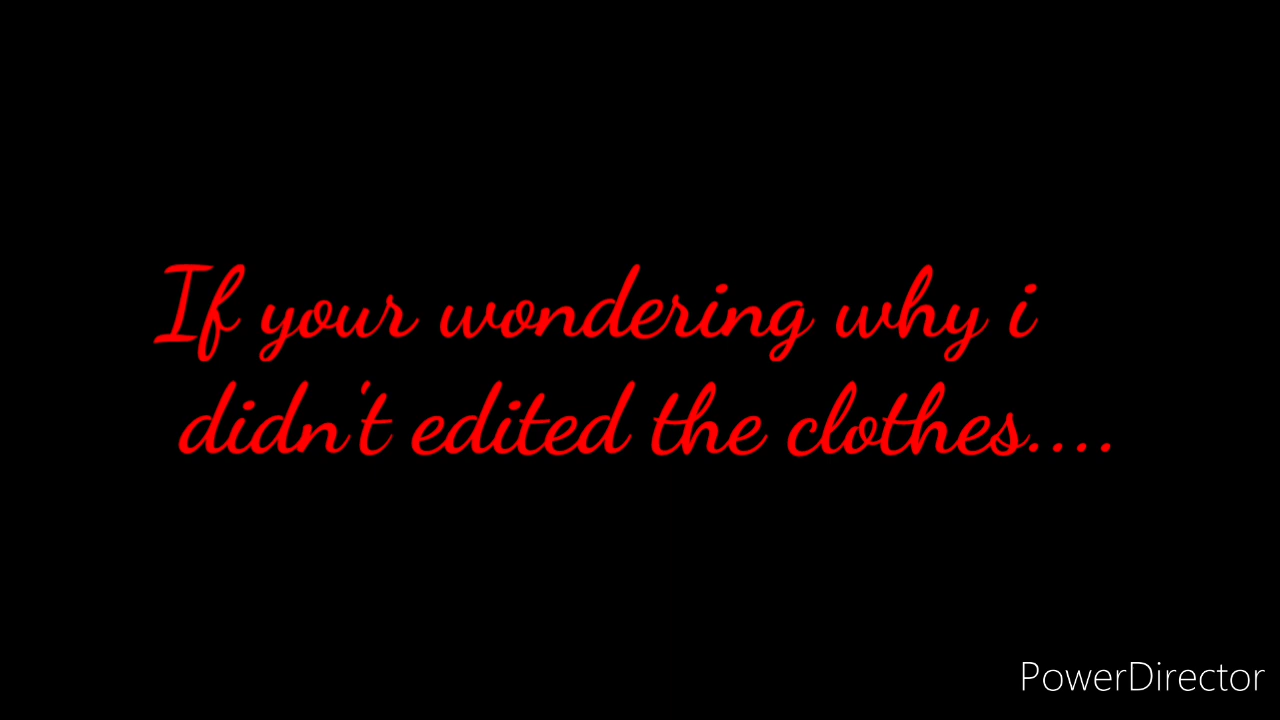 If your wondering why i
didn't edited the clothes....
PowerDirector